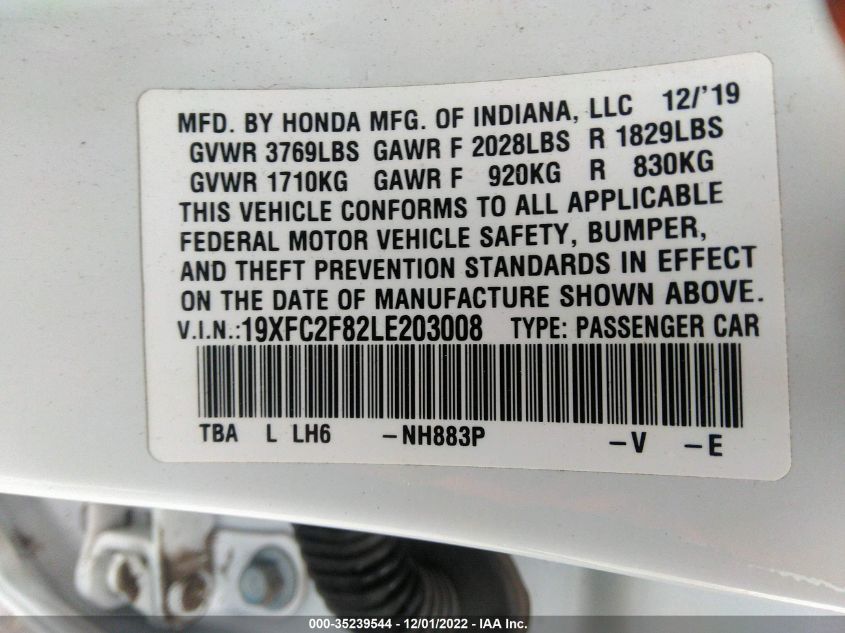 MFD. BY HONDA MFG. OF INDIANA, LLC 12/'19
GVWR 3769LBS GAWR F 2028LBS R 1829LBS
GVWR 1710KG GAWR F 920KG R 830KG
THIS VEHICLE CONFORMS TO ALL APPLICABLE
FEDERAL MOTOR VEHICLE SAFETY, BUMPER,
AND THEFT PREVENTION STANDARDS IN EFFECT
ON THE DATE OF MANUFACTURE SHOWN ABOVE.
V.I.N.:19XFC2F82LE203008 TYPE: PASSENGER CAR
TBA L LH6 -NH883P -V -E
000-35239544 - 12/01/2022 - IAA Inc.